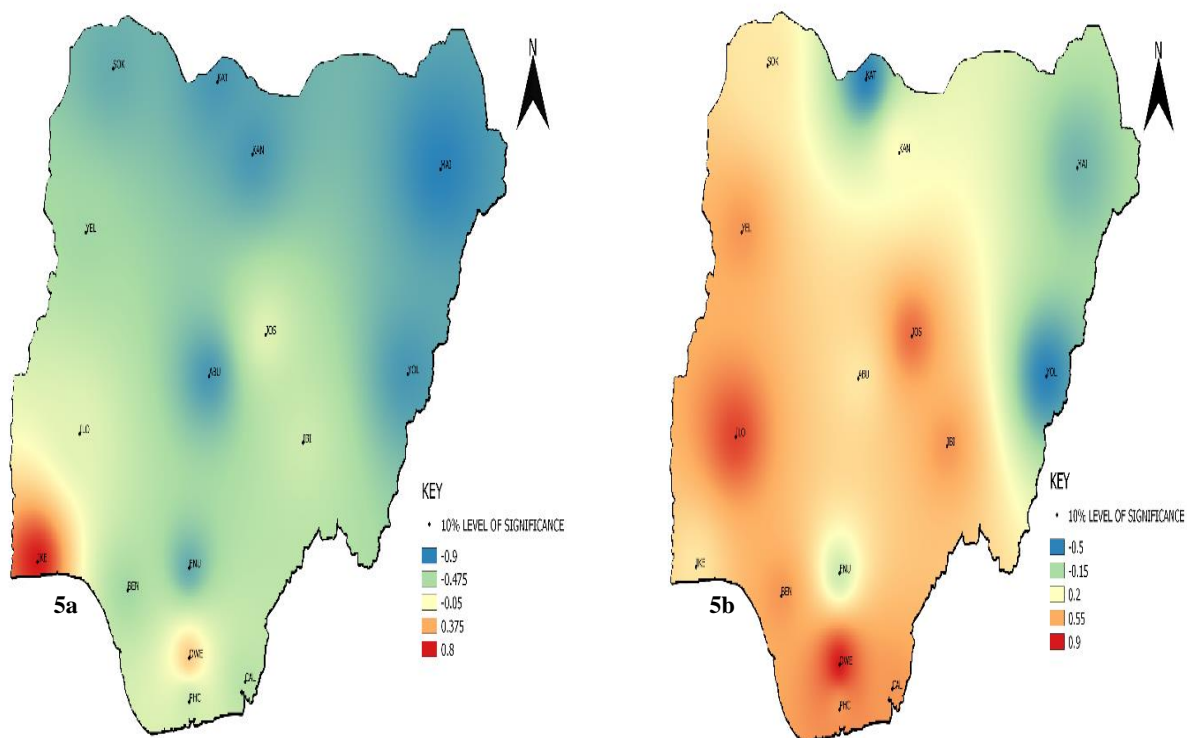 N
SOK
KAT
KAN
MAI
YEL
JOS
ABU
YOL
ILO
IBI
IKE
ENU
BEN
5a
OWE
PHC
CAL
KEY
10% LEVEL OF SIGNIFICANCE
-0.9
-0.475
-0.05
0.375
0.8
N
SOK
KAT
KAN
MAI
YEL
JOS
ABU
YOL
ILO
IBI
IKE
ENU
BEN
5b
OWE
PHC
CAL
KEY
10% LEVEL OF SIGNIFICANCE
-0.5
-0.15
0.2
0.55
0.9